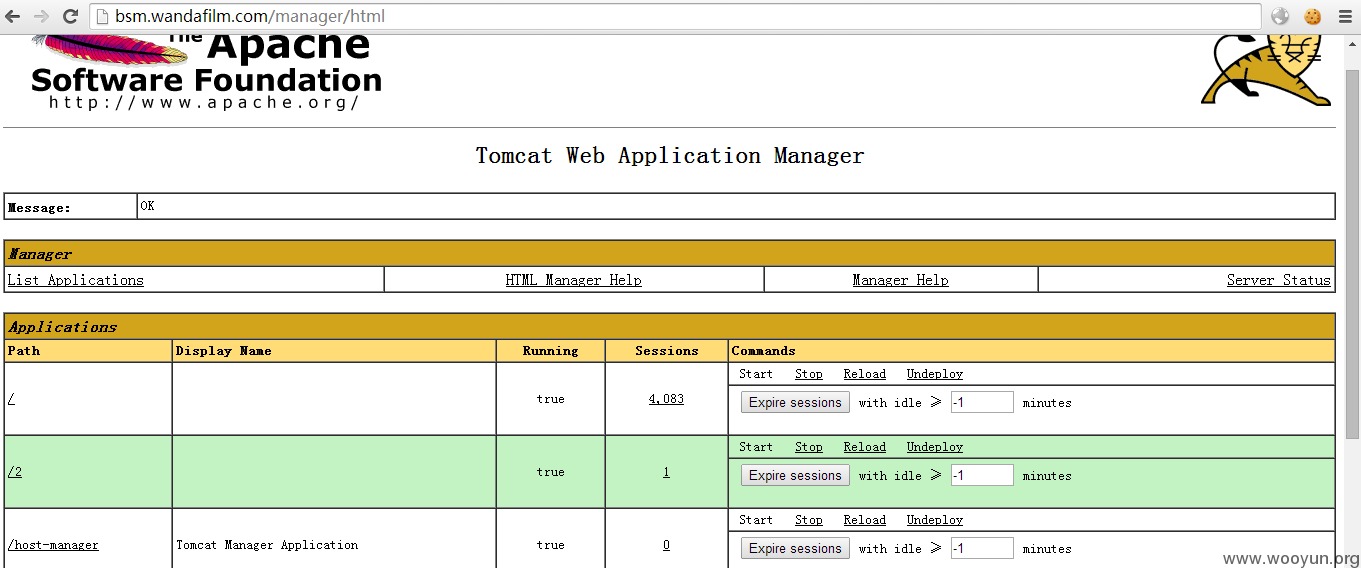 bsm.wandafilm.com/manager/html
The Apache
Software Foundation
http://www.apache.org/
Tomcat Web Application Manager
Message: OK
Manager
List Applications HTML Manager Help Manager Help Server Status
Applications
Path Display Name Running Sessions Commands
/ true 4,083 Start Stop Reload Undeploy
Expire sessions with idle ≥ -1 minutes
/2 true 1 Start Stop Reload Undeploy
Expire sessions with idle ≥ -1 minutes
/host-manager Tomcat Manager Application true 0 Start Stop Reload Undeploy
Expire sessions with idle ≥ -1 minutes
www.wooyun.org